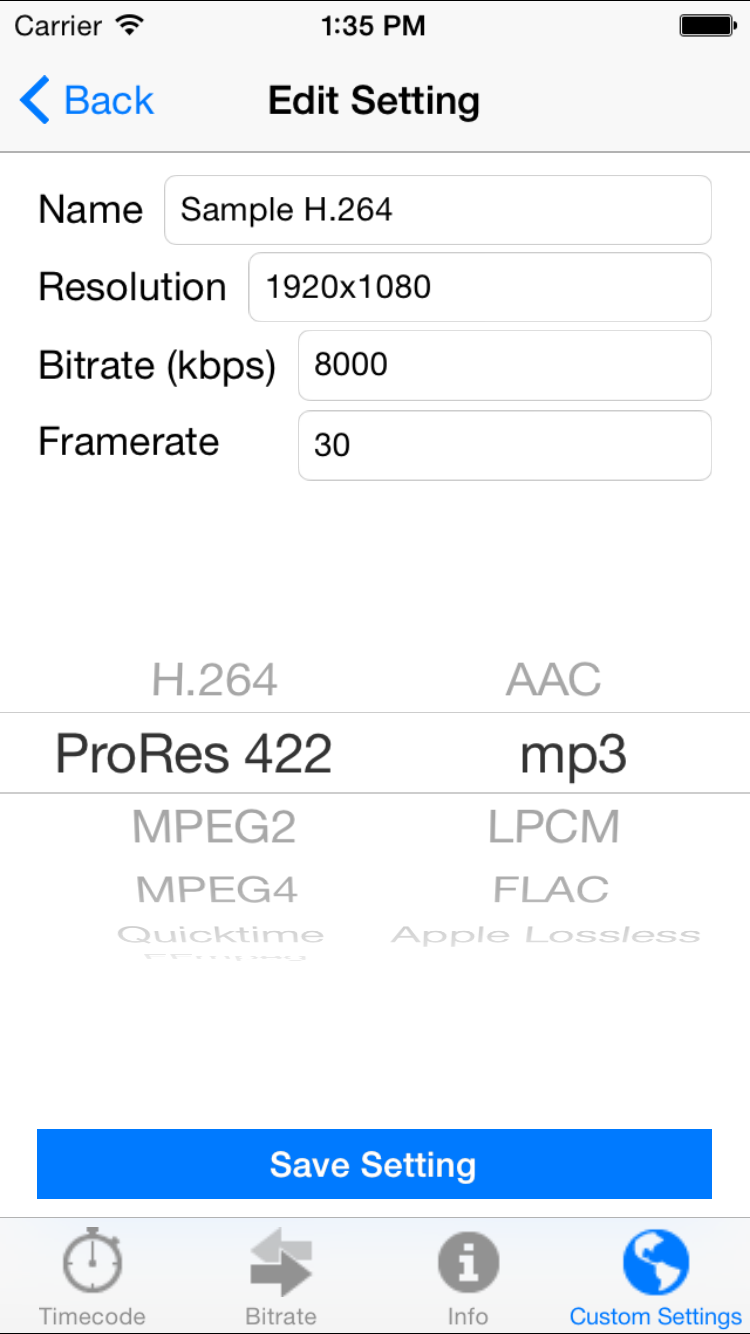 Carrier 1:35 PM
Back Edit Setting
Name Sample H.264
Resolution 1920x1080
Bitrate (kbps) 8000
Framerate 30
H.264 AAC
ProRes 422 mp3
MPEG2 LPCM
MPEG4 FLAC
Quicktime Apple Lossless
Save Setting
Timecode Bitrate Info Custom Settings